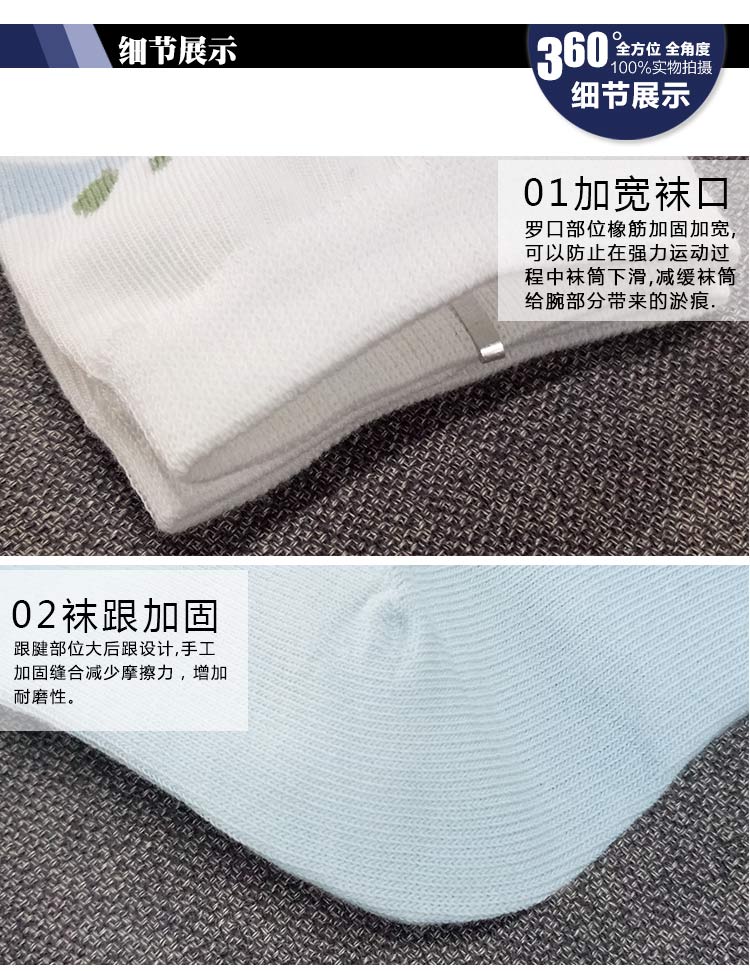 细节展示
360°全方位 全角度
100%实物拍摄
细节展示
01加宽袜口
罗口部位橡筋加固加宽,
可以防止在强力运动过
程中袜筒下滑,减缓袜筒
给腕部分带来的淤痕.
02袜跟加固
跟腱部位大后跟设计,手工
加固缝合减少摩擦力，增加
耐磨性。